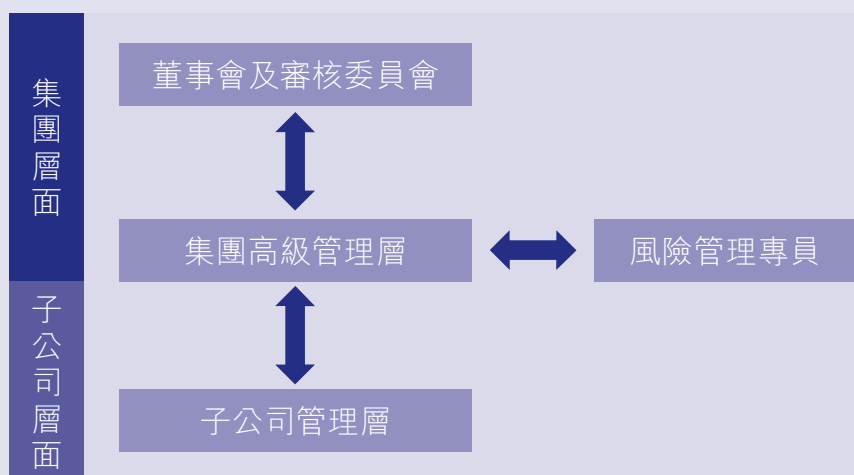 集團層面
董事會及審核委員會
集團高級管理層
風險管理專員
子公司層面
子公司管理層